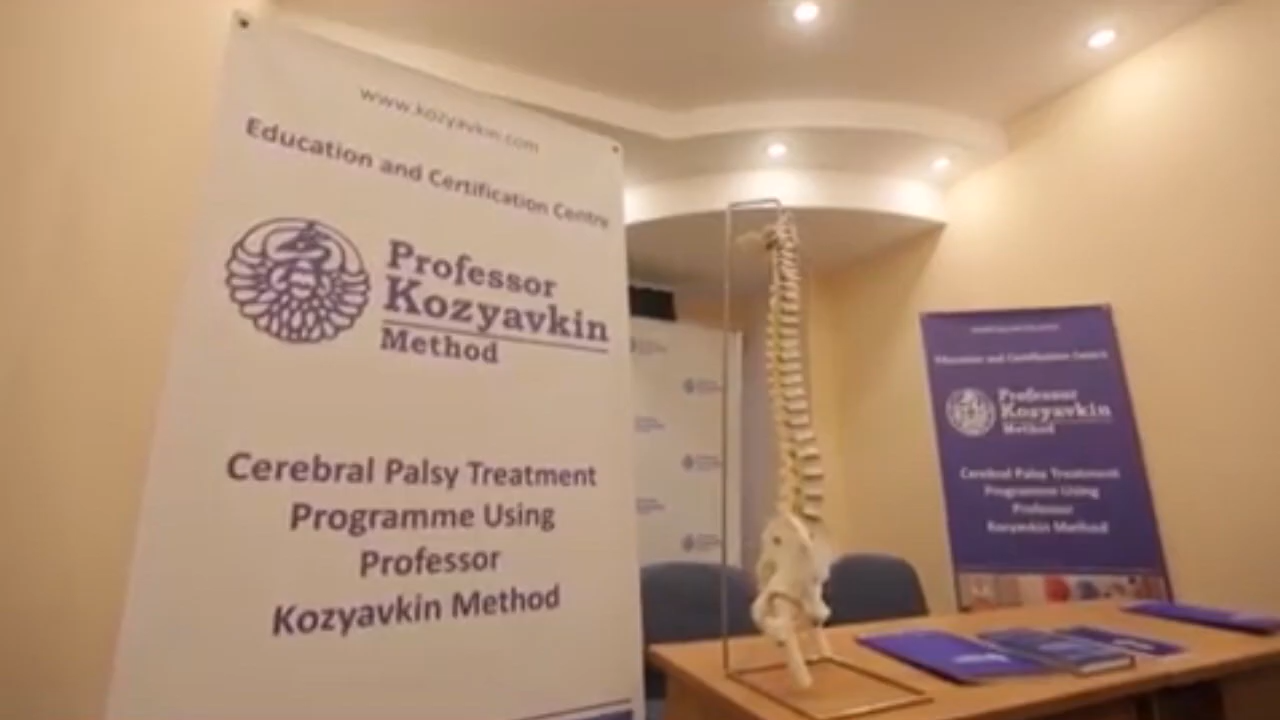 www.kozyavkin.com
Education and Certification Centre
Professor
Kozyavkin
Method
Cerebral Palsy Treatment
Programme Using
Professor
Kozyavkin Method
Education and Certification Centre
Professor
Kozyavkin
Method
Cerebral Palsy Treatment
Programme Using
Professor
Kozyavkin Method